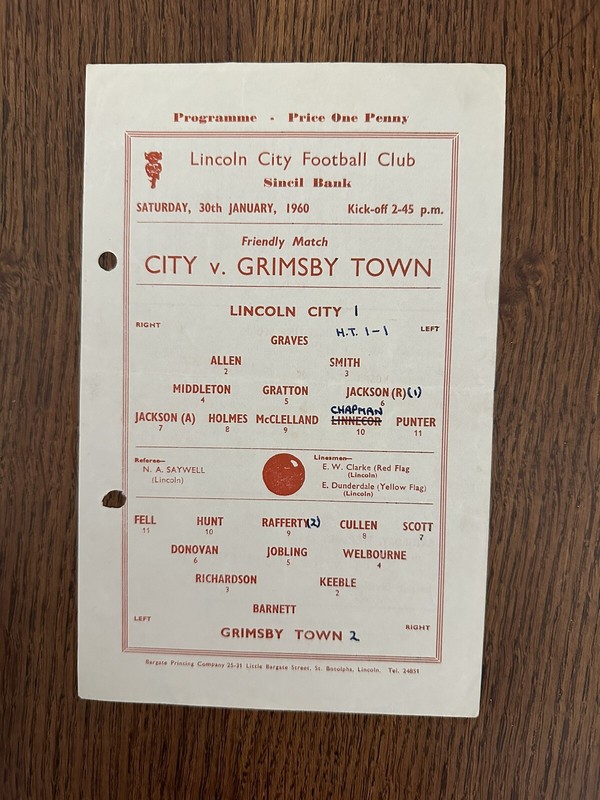 Programme - Price One Penny
Lincoln City Football Club
Sincil Bank
SATURDAY, 30th JANUARY, 1960 Kick-off 2-45 p.m.
Friendly Match
CITY v. GRIMSBY TOWN
LINCOLN CITY 1
RIGHT H.T. 1-1 LEFT
GRAVES
ALLEN SMITH
2 3
MIDDLETON GRATTON JACKSON (R) (1)
4 5 6
CHAPMAN
JACKSON (A) HOLMES McCLELLAND LINNECOR PUNTER
7 8 9 10 11
Referee— Linesmen—
N. A. SAYWELL E. W. Clarke (Red Flag
(Lincoln) (Lincoln)
E. Dunderdale (Yellow Flag)
(Lincoln)
FELL HUNT RAFFERTY (2) CULLEN SCOTT
11 10 9 8 7
DONOVAN JOBLING WELBOURNE
6 5 4
RICHARDSON KEEBLE
3 2
BARNETT
LEFT RIGHT
GRIMSBY TOWN 2
Bargate Printing Company 25-31 Little Bargate Street, St. Botolphs, Lincoln. Tel. 24851